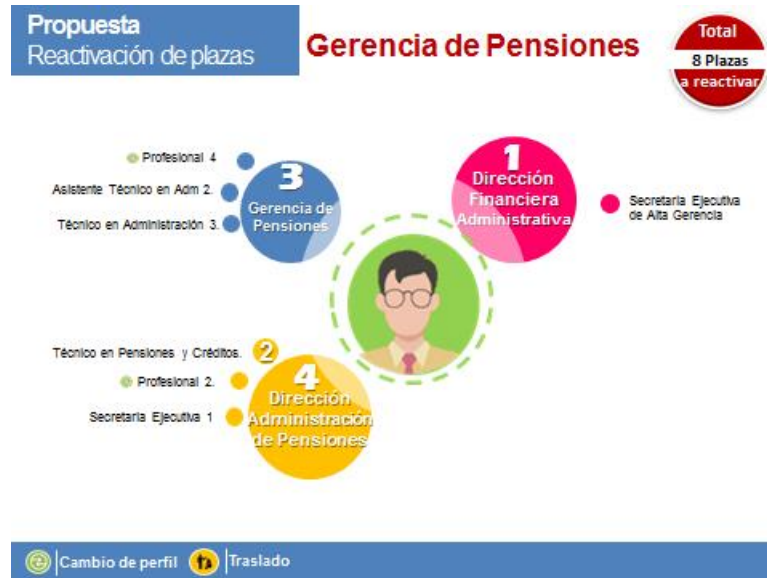 Propuesta
Reactivación de plazas
Gerencia de Pensiones
Total
8 Plazas
a reactivar
Profesional 4
Asistente Técnico en Adm 2.
Técnico en Administración 3.
3
Gerencia de
Pensiones
1
Dirección
Financiera
Administrativa
Secretaria Ejecutiva
de Alta Gerencia
Técnico en Pensiones y Créditos.
2
Profesional 2.
Secretaria Ejecutiva 1
4
Dirección
Administración
de Pensiones
Cambio de perfil
Traslado